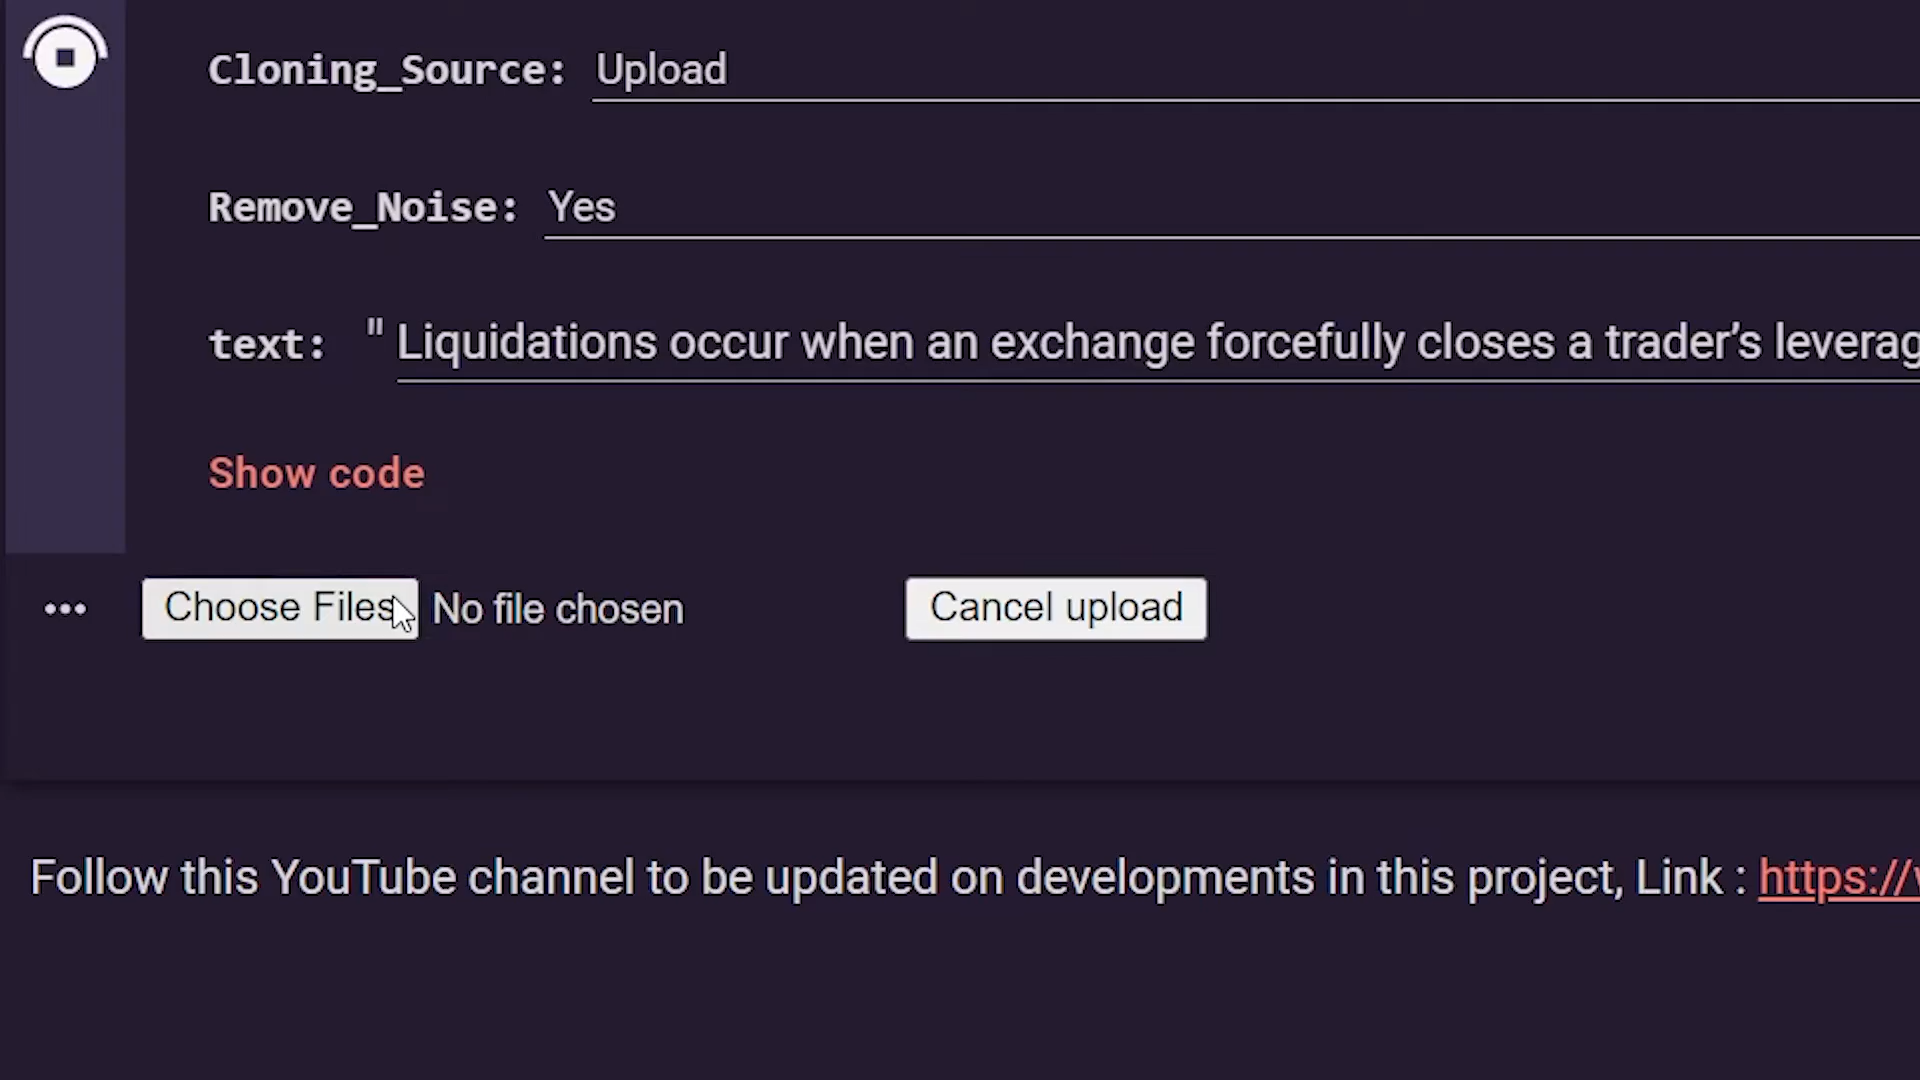 Cloning_Source: Upload
Remove_Noise: Yes
text: " Liquidations occur when an exchange forcefully closes a trader’s leverag
Show code
Choose Files No file chosen Cancel upload
Follow this YouTube channel to be updated on developments in this project, Link : https://